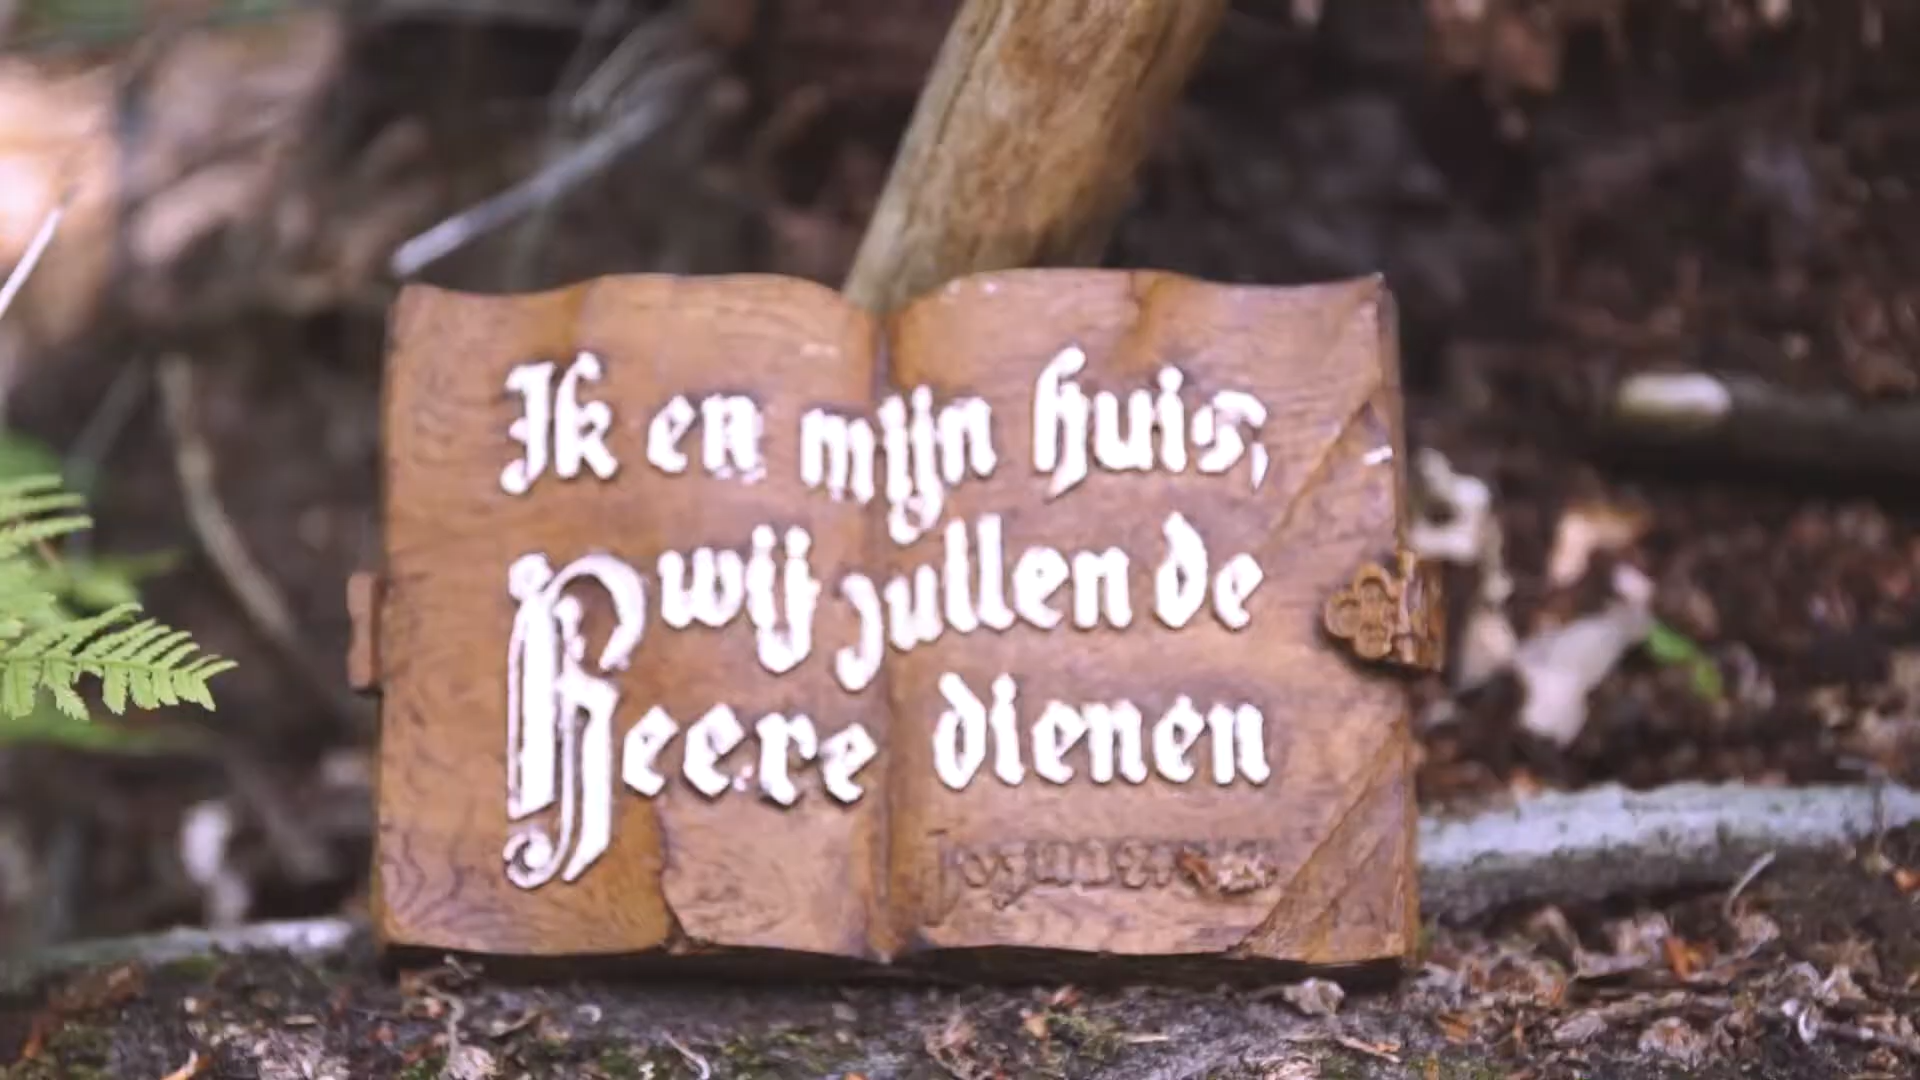 Ik en mijn huis,
wij zullen de
Heere dienen